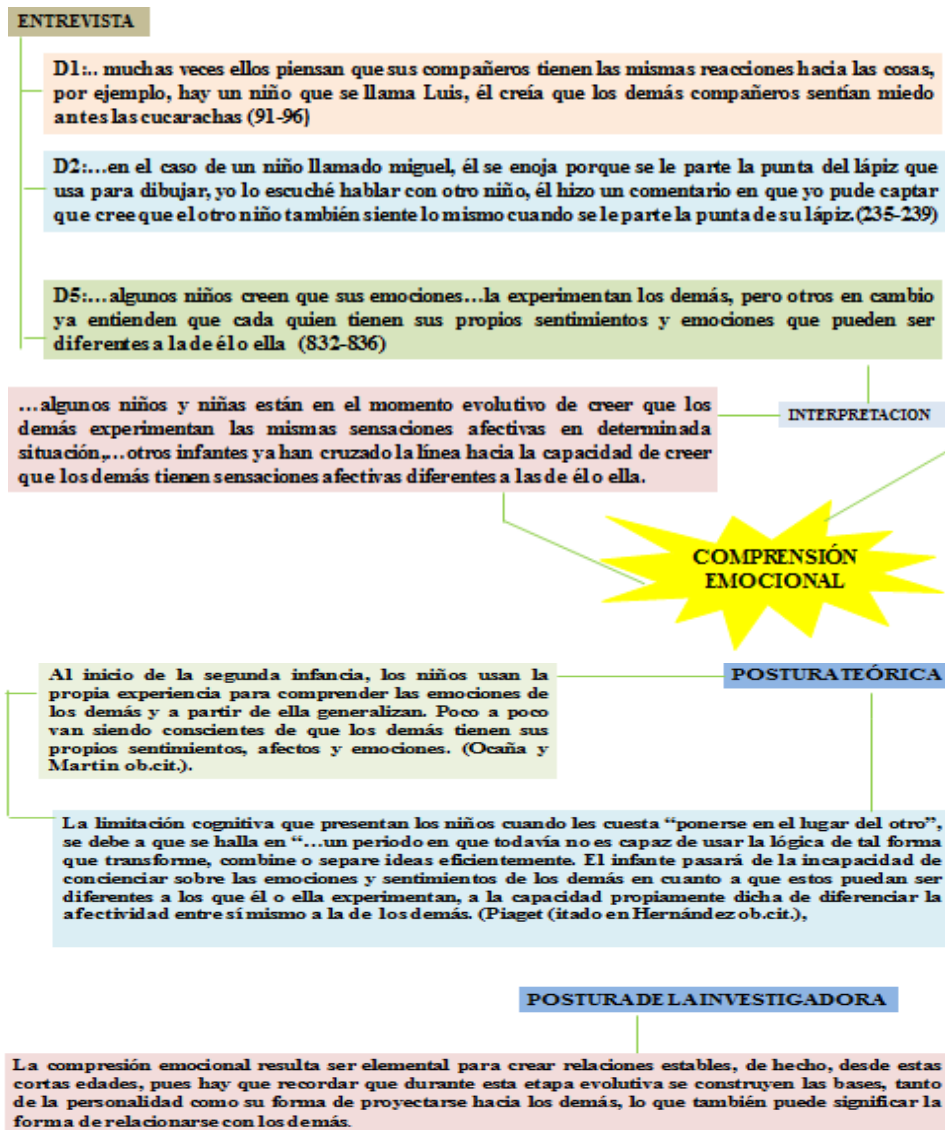 ENTREVISTA
D1:.. muchas veces ellos piensan que sus compañeros tienen las mismas reacciones hacia las cosas,
por ejemplo, hay un niño que se llama Luis, él creía que los demás compañeros sentían miedo
antes las cucarachas (91-96)
D2:...en el caso de un niño llamado miguel, él se enoja porque se le parte la punta del lápiz que
usa para dibujar, yo lo escuché hablar con otro niño, él hizo un comentario en que yo pude captar
que cree que el otro niño también siente lo mismo cuando se le parte la punta de su lápiz.(235-239)
D5:...algunos niños creen que sus emociones...la experimentan los demás, pero otros en cambio
ya entienden que cada quien tienen sus propios sentimientos y emociones que pueden ser
diferentes a la de él o ella (832-836)
...algunos niños y niñas están en el momento evolutivo de creer que los
demás experimentan las mismas sensaciones afectivas en determinada
situación,...otros infantes ya han cruzado la línea hacia la capacidad de creer
que los demás tienen sensaciones afectivas diferentes a las de él o ella.
INTERPRETACION
COMPRENSIÓN
EMOCIONAL
Al inicio de la segunda infancia, los niños usan la
propia experiencia para comprender las emociones de
los demás y a partir de ella generalizan. Poco a poco
van siendo conscientes de que los demás tienen sus
propios sentimientos, afectos y emociones. (Ocaña y
Martin ob.cit.).
POSTURA TEÓRICA
La limitación cognitiva que presentan los niños cuando les cuesta “ponerse en el lugar del otro”,
se debe a que se halla en “...un periodo en que todavía no es capaz de usar la lógica de tal forma
que transforme, combine o separe ideas eficientemente. El infante pasará de la incapacidad de
concienciar sobre las emociones y sentimientos de los demás en cuanto a que estos puedan ser
diferentes a los que él o ella experimentan, a la capacidad propiamente dicha de diferenciar la
afectividad entre sí mismo a la de los demás. (Piaget (itado en Hernández ob.cit.),
POSTURA DE LA INVESTIGADORA
La compresión emocional resulta ser elemental para crear relaciones estables, de hecho, desde estas
cortas edades, pues hay que recordar que durante esta etapa evolutiva se construyen las bases, tanto
de la personalidad como su forma de proyectarse hacia los demás, lo que también puede significar la
forma de relacionarse con los demás.